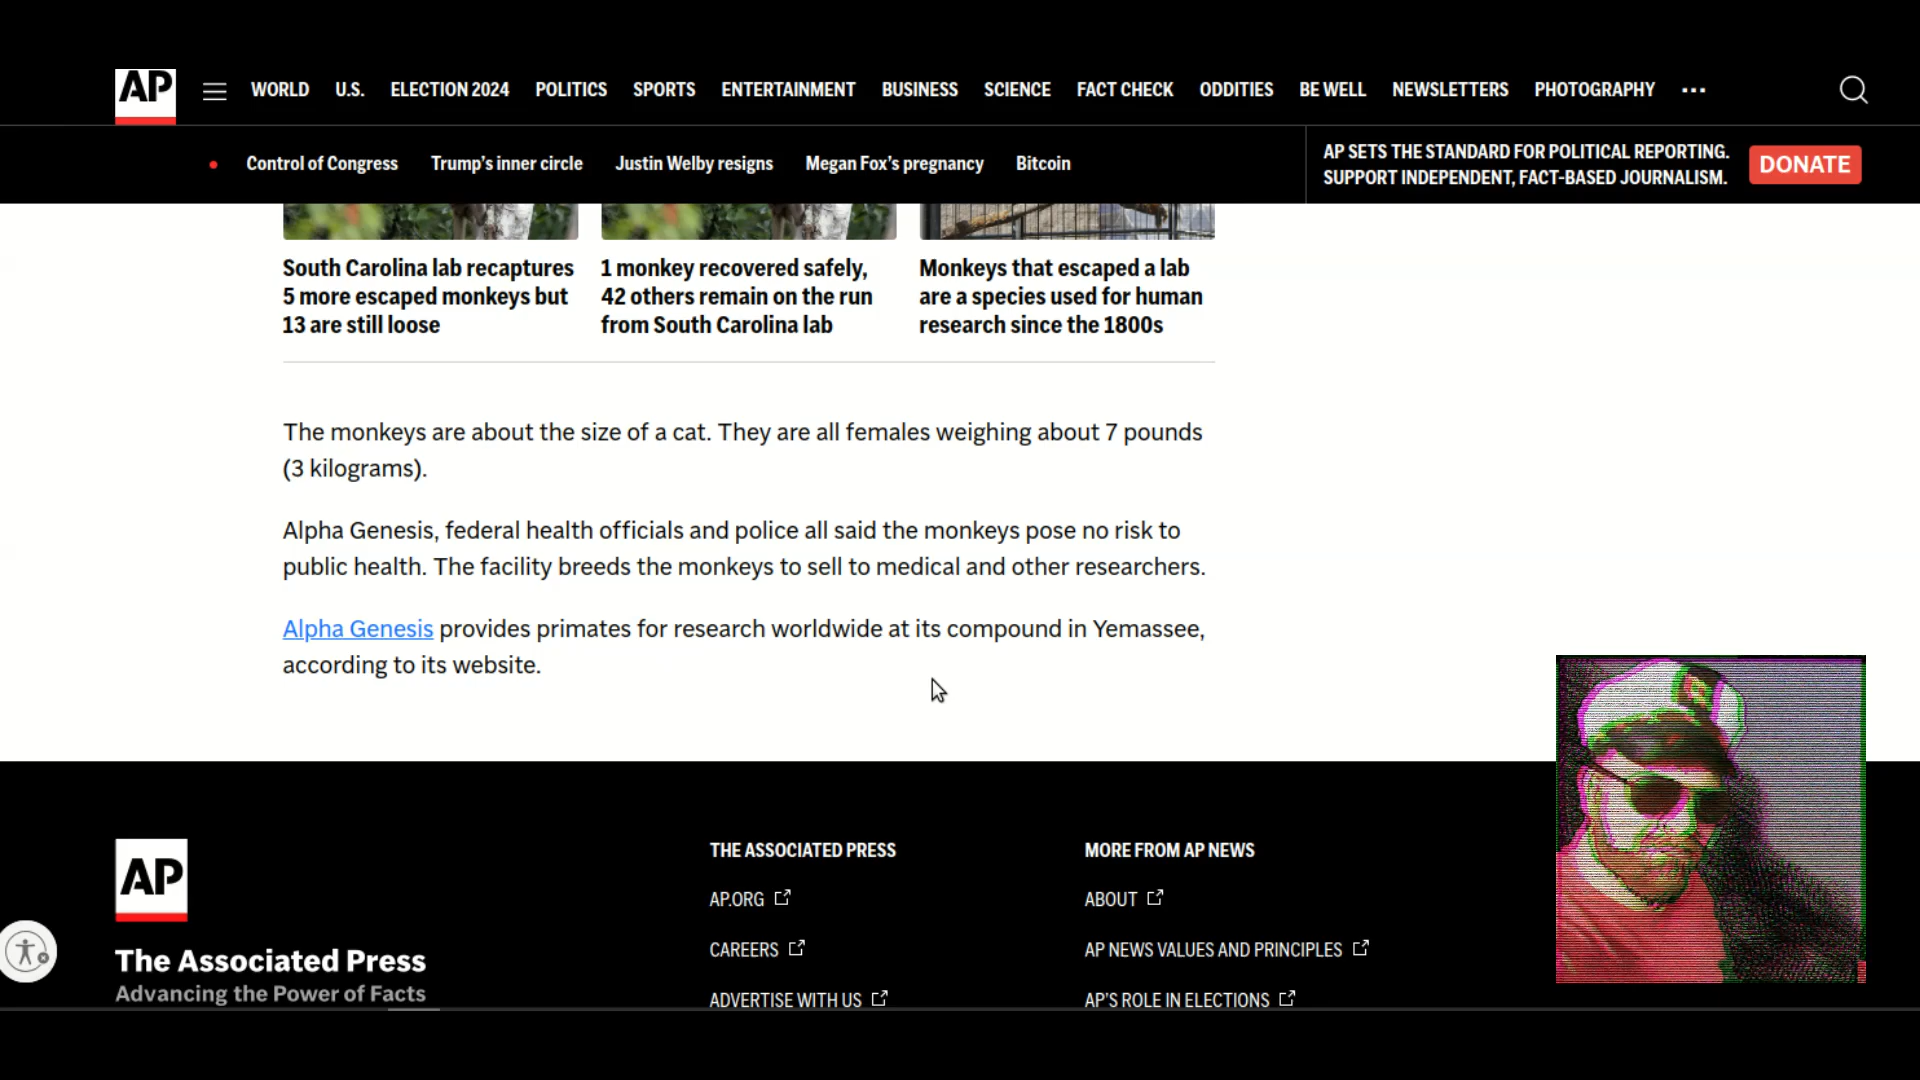 AP
WORLD U.S. ELECTION 2024 POLITICS SPORTS ENTERTAINMENT BUSINESS SCIENCE FACT CHECK ODDITIES BE WELL NEWSLETTERS PHOTOGRAPHY ...
Control of Congress Trump's inner circle Justin Welby resigns Megan Fox's pregnancy Bitcoin
AP SETS THE STANDARD FOR POLITICAL REPORTING.
SUPPORT INDEPENDENT, FACT-BASED JOURNALISM.
DONATE
South Carolina lab recaptures
5 more escaped monkeys but
13 are still loose
1 monkey recovered safely,
42 others remain on the run
from South Carolina lab
Monkeys that escaped a lab
are a species used for human
research since the 1800s
The monkeys are about the size of a cat. They are all females weighing about 7 pounds
(3 kilograms).
Alpha Genesis, federal health officials and police all said the monkeys pose no risk to
public health. The facility breeds the monkeys to sell to medical and other researchers.
Alpha Genesis provides primates for research worldwide at its compound in Yemassee,
according to its website.
AP
The Associated Press
Advancing the Power of Facts
THE ASSOCIATED PRESS
AP.ORG
CAREERS
ADVERTISE WITH US
MORE FROM AP NEWS
ABOUT
AP NEWS VALUES AND PRINCIPLES
AP'S ROLE IN ELECTIONS